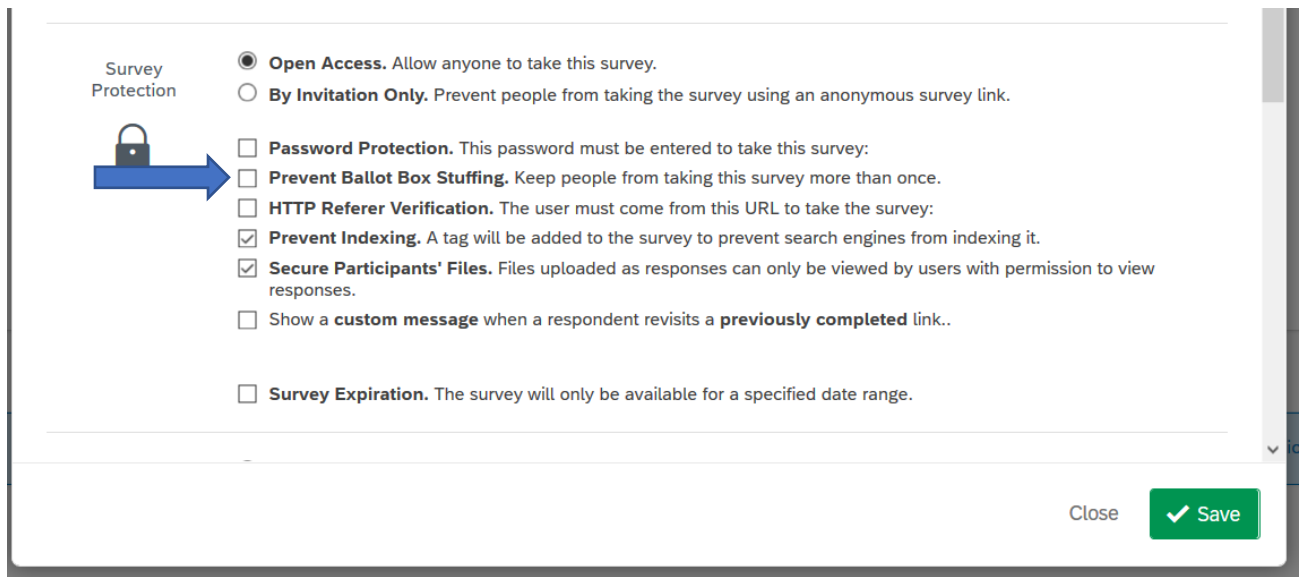 Survey
Protection
Open Access. Allow anyone to take this survey.
By Invitation Only. Prevent people from taking the survey using an anonymous survey link.
Password Protection. This password must be entered to take this survey:
Prevent Ballot Box Stuffing. Keep people from taking this survey more than once.
HTTP Referer Verification. The user must come from this URL to take the survey:
Prevent Indexing. A tag will be added to the survey to prevent search engines from indexing it.
Secure Participants' Files. Files uploaded as responses can only be viewed by users with permission to view
responses.
Show a custom message when a respondent revisits a previously completed link..
Survey Expiration. The survey will only be available for a specified date range.
Close
Save